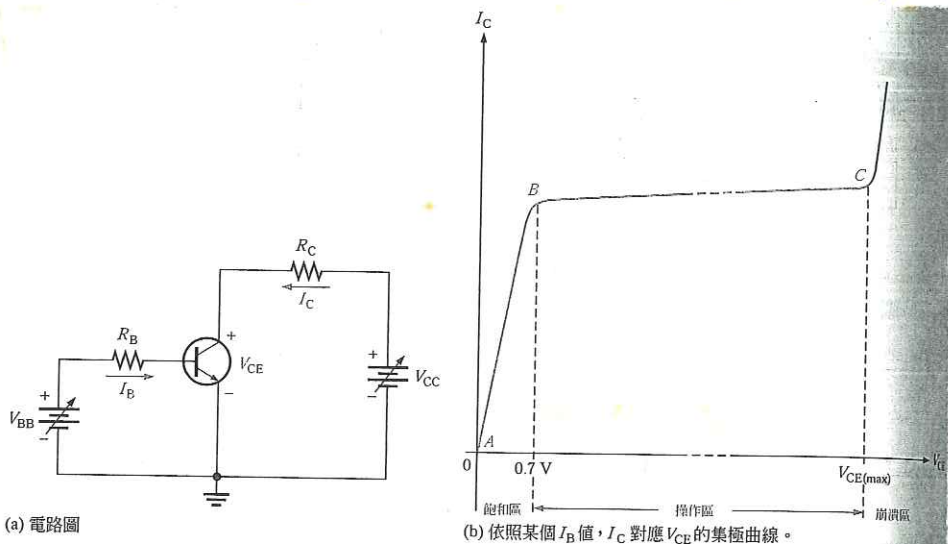 R_C
I_C
R_B
I_B
+
V_CE
−
+
V_BB
−
+
V_CC
−
(a) 電路圖
I_C
B
C
A
0
0.7 V
V_CE(max)
飽和區
操作區
崩潰區
(b) 依照某個 I_B 值，I_C 對應 V_CE 的集極曲線。